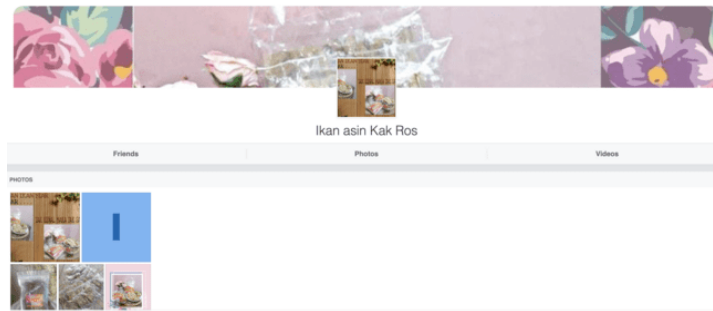 Ikan asin Kak Ros
Friends
Photos
Videos
PHOTOS
I